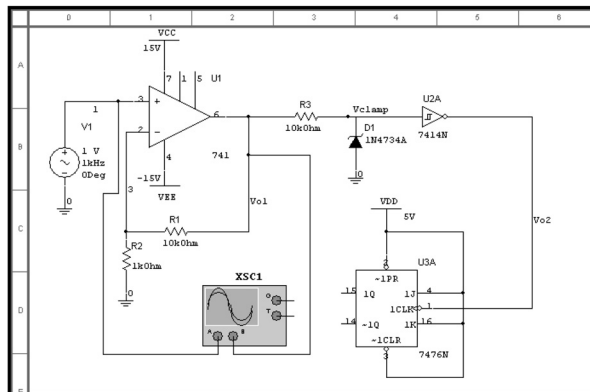 0 1 2 3 4 5 6
A
VCC
15V
7 1 5 U1
1 3 6
2
741
4
-15V
VEE
V1
1 V
1kHz
0Deg
0
3
R1
10kOhm
R2
1kOhm
0
Vo1
R3
10kOhm
Vclamp
D1
1N4734A
0
U2A
7414N
Vo2
B
C
XSC1
G
T
A B
VDD
5V
U3A
2
~1PR
15 1Q 1J 4
1CLK 1
14 ~1Q 1K 16
~1CLR
3
7476N
D
E